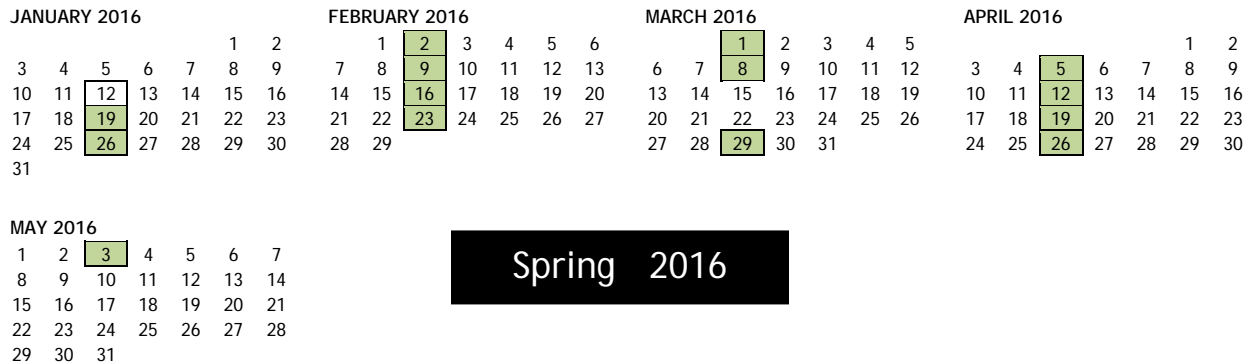 JANUARY 2016
1 2
3 4 5 6 7 8 9
10 11 12 13 14 15 16
17 18 19 20 21 22 23
24 25 26 27 28 29 30
31
FEBRUARY 2016
1 2 3 4 5 6
7 8 9 10 11 12 13
14 15 16 17 18 19 20
21 22 23 24 25 26 27
28 29
MARCH 2016
1 2 3 4 5
6 7 8 9 10 11 12
13 14 15 16 17 18 19
20 21 22 23 24 25 26
27 28 29 30 31
APRIL 2016
1 2
3 4 5 6 7 8 9
10 11 12 13 14 15 16
17 18 19 20 21 22 23
24 25 26 27 28 29 30
MAY 2016
1 2 3 4 5 6 7
8 9 10 11 12 13 14
15 16 17 18 19 20 21
22 23 24 25 26 27 28
29 30 31
Spring 2016